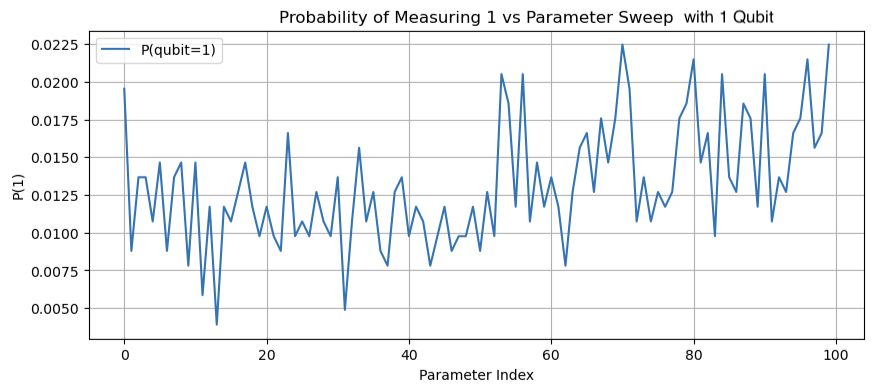 Probability of Measuring 1 vs Parameter Sweep with 1 Qubit
P(qubit=1)
0.0225
0.0200
0.0175
0.0150
0.0125
0.0100
0.0075
0.0050
P(1)
0 20 40 60 80 100
Parameter Index